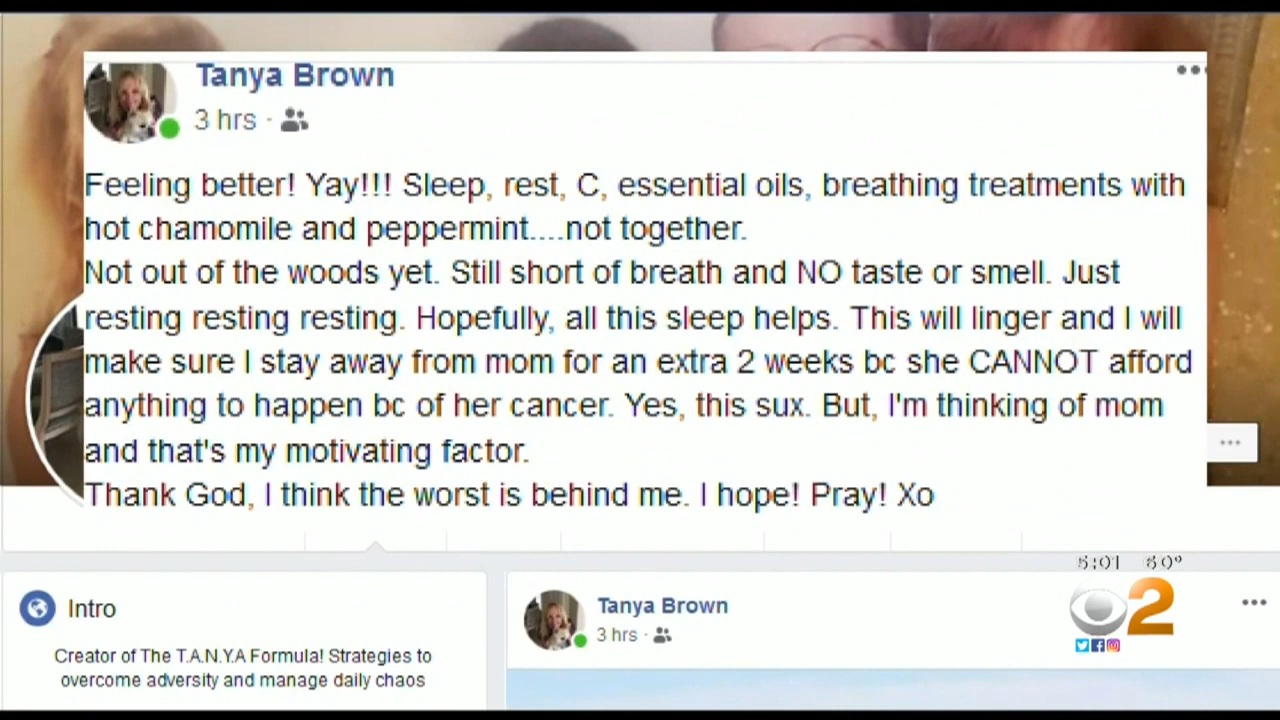 Tanya Brown
3 hrs ·
Feeling better! Yay!!! Sleep, rest, C, essential oils, breathing treatments with
hot chamomile and peppermint....not together.
Not out of the woods yet. Still short of breath and NO taste or smell. Just
resting resting resting. Hopefully, all this sleep helps. This will linger and I will
make sure I stay away from mom for an extra 2 weeks bc she CANNOT afford
anything to happen bc of her cancer. Yes, this sux. But, I'm thinking of mom
and that's my motivating factor.
Thank God, I think the worst is behind me. I hope! Pray! Xo
Intro
Creator of The T.A.N.Y.A Formula! Strategies to
overcome adversity and manage daily chaos
Tanya Brown
3 hrs ·
5:01 60°
2